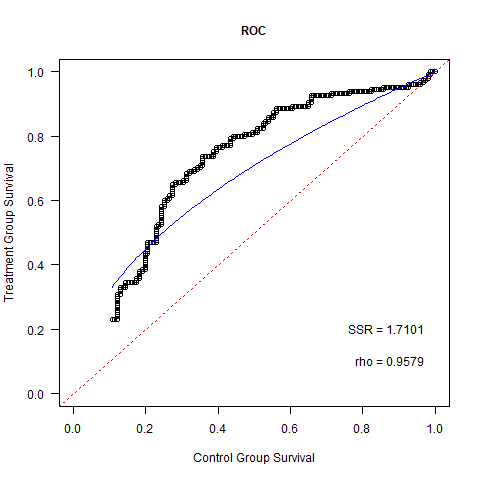 ROC
1.0
0.8
0.6
0.4
0.2
0.0
Treatment Group Survival
SSR = 1.7101
rho = 0.9579
0.0 0.2 0.4 0.6 0.8 1.0
Control Group Survival